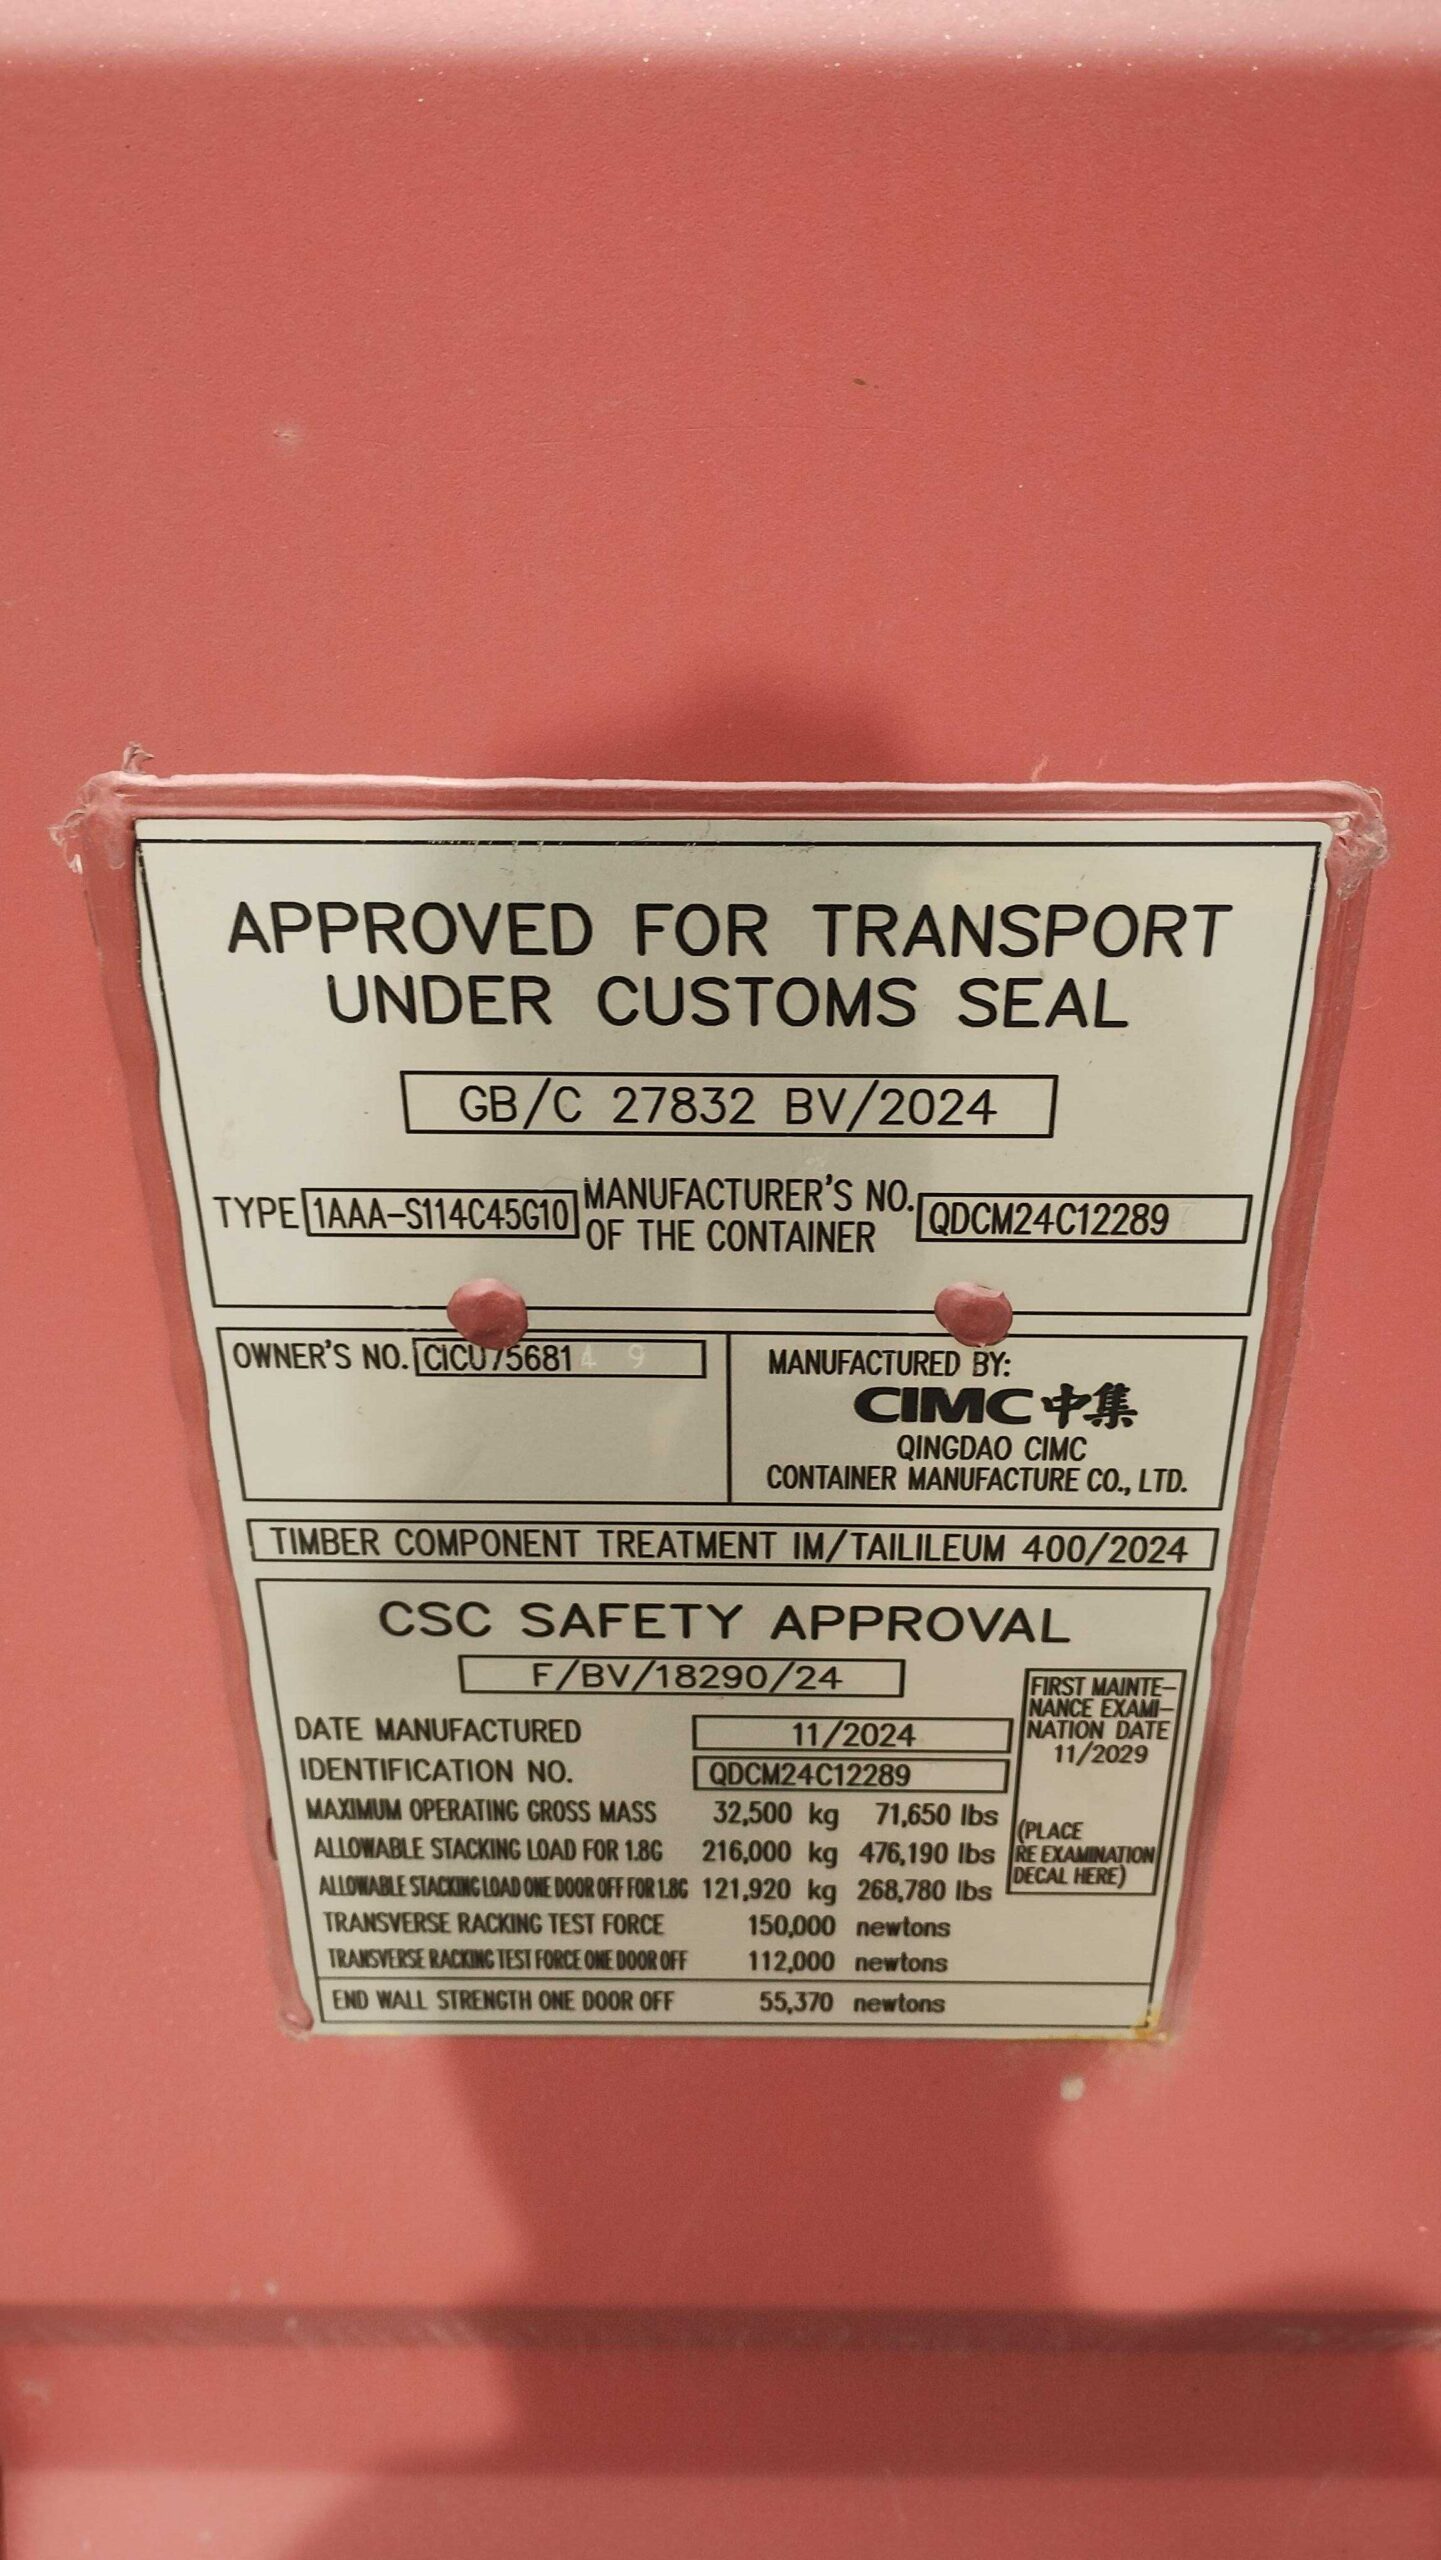 APPROVED FOR TRANSPORT
UNDER CUSTOMS SEAL
GB/C 27832 BV/2024
TYPE 1AAA-S114C45G10 MANUFACTURER'S NO. OF THE CONTAINER QDCM24C12289
OWNER'S NO. CICU756814 9
MANUFACTURED BY:
CIMC 中集
QINGDAO CIMC
CONTAINER MANUFACTURE CO., LTD.
TIMBER COMPONENT TREATMENT IM/TAILILEUM 400/2024
CSC SAFETY APPROVAL
F/BV/18290/24
DATE MANUFACTURED 11/2024
IDENTIFICATION NO. QDCM24C12289
MAXIMUM OPERATING GROSS MASS 32,500 kg 71,650 lbs
ALLOWABLE STACKING LOAD FOR 1.8G 216,000 kg 476,190 lbs
ALLOWABLE STACKING LOAD ONE DOOR OFF FOR 1.8G 121,920 kg 268,780 lbs
TRANSVERSE RACKING TEST FORCE 150,000 newtons
TRANSVERSE RACKING TEST FORCE ONE DOOR OFF 112,000 newtons
END WALL STRENGTH ONE DOOR OFF 55,370 newtons
FIRST MAINTE-
NANCE EXAMI-
NATION DATE
11/2029
(PLACE
RE EXAMINATION
DECAL HERE)